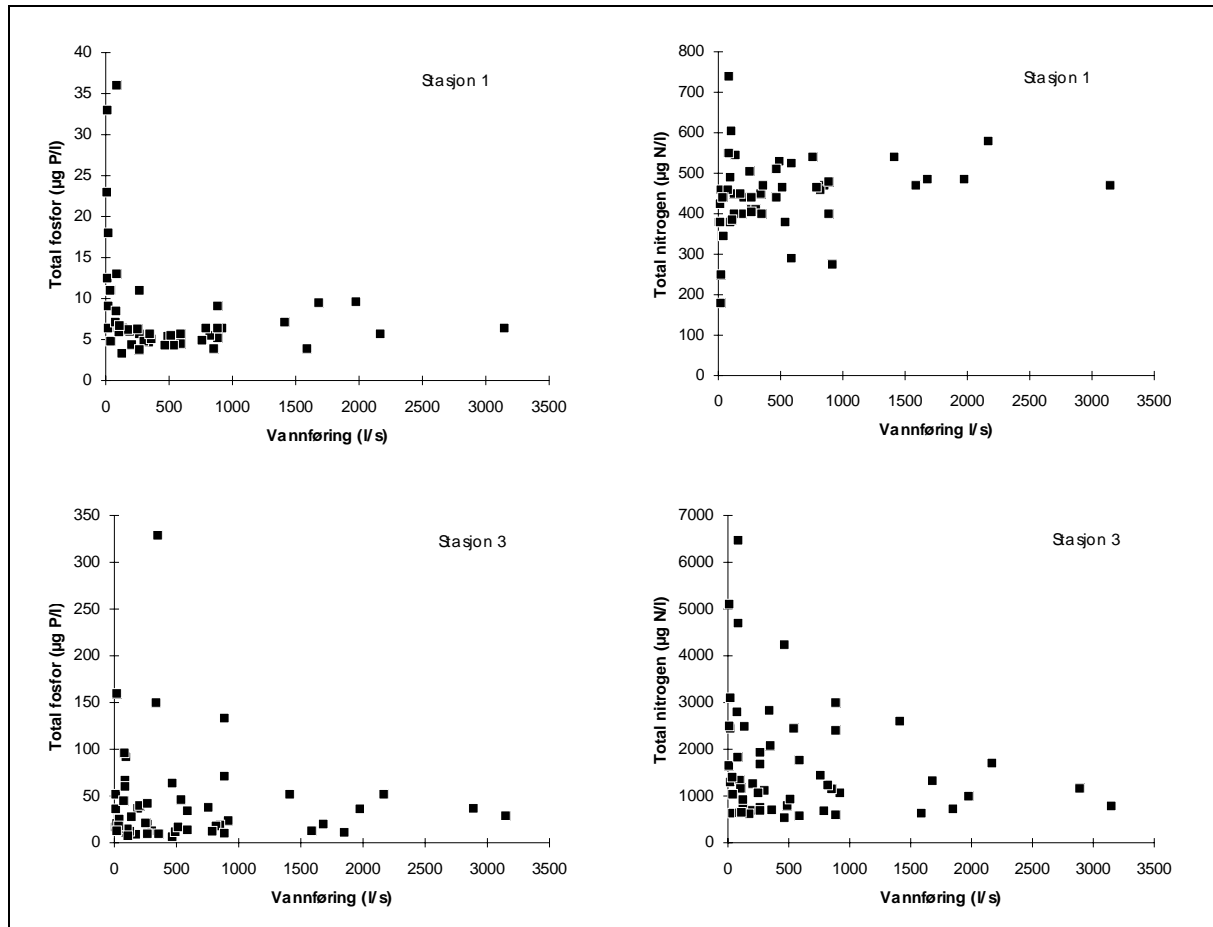 Stasjon 1
Total fosfor (µg P/l)
40
35
30
25
20
15
10
5
0
0 500 1000 1500 2000 2500 3000 3500
Vannføring (l/s)
Stasjon 1
Total nitrogen (µg N/l)
800
700
600
500
400
300
200
100
0
0 500 1000 1500 2000 2500 3000 3500
Vannføring l/s)
Stasjon 3
Total fosfor (µg P/l)
350
300
250
200
150
100
50
0
0 500 1000 1500 2000 2500 3000 3500
Vannføring (l/s)
Stasjon 3
Total nitrogen (µg N/l)
7000
6000
5000
4000
3000
2000
1000
0
0 500 1000 1500 2000 2500 3000 3500
Vannføring (l/s)